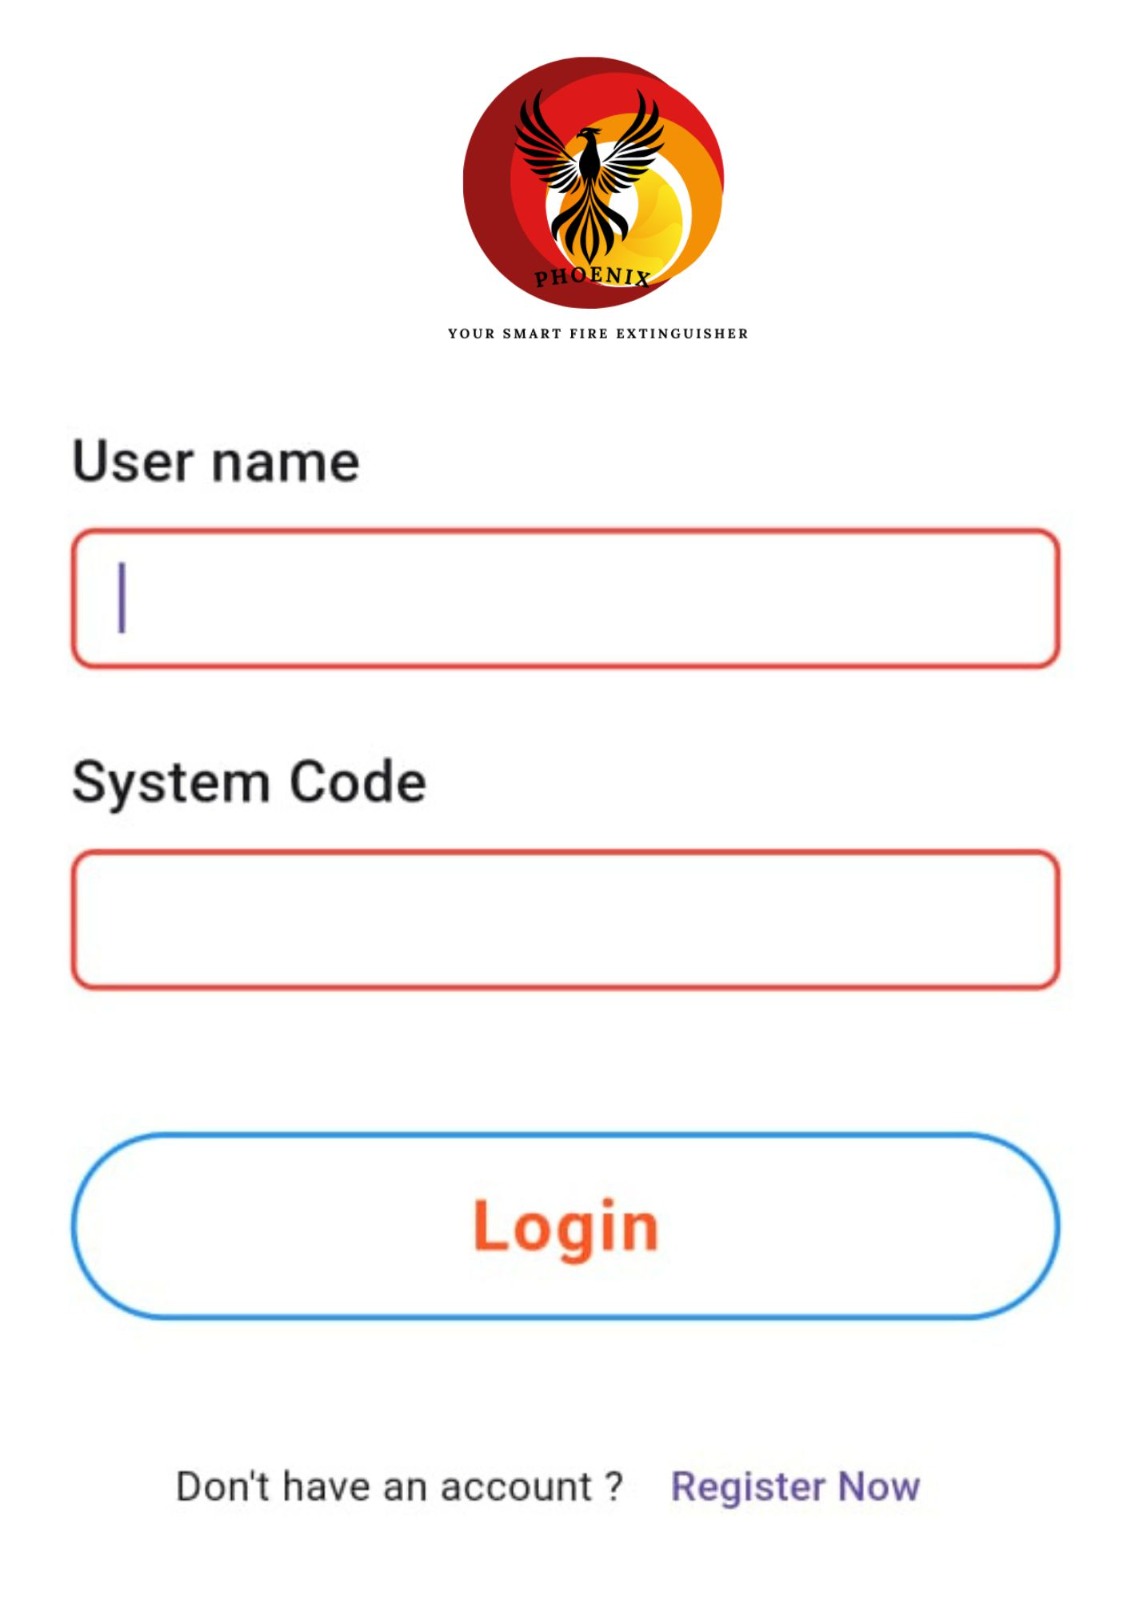 PHOENIX
YOUR SMART FIRE EXTINGUISHER
User name
System Code
Login
Don't have an account ? Register Now